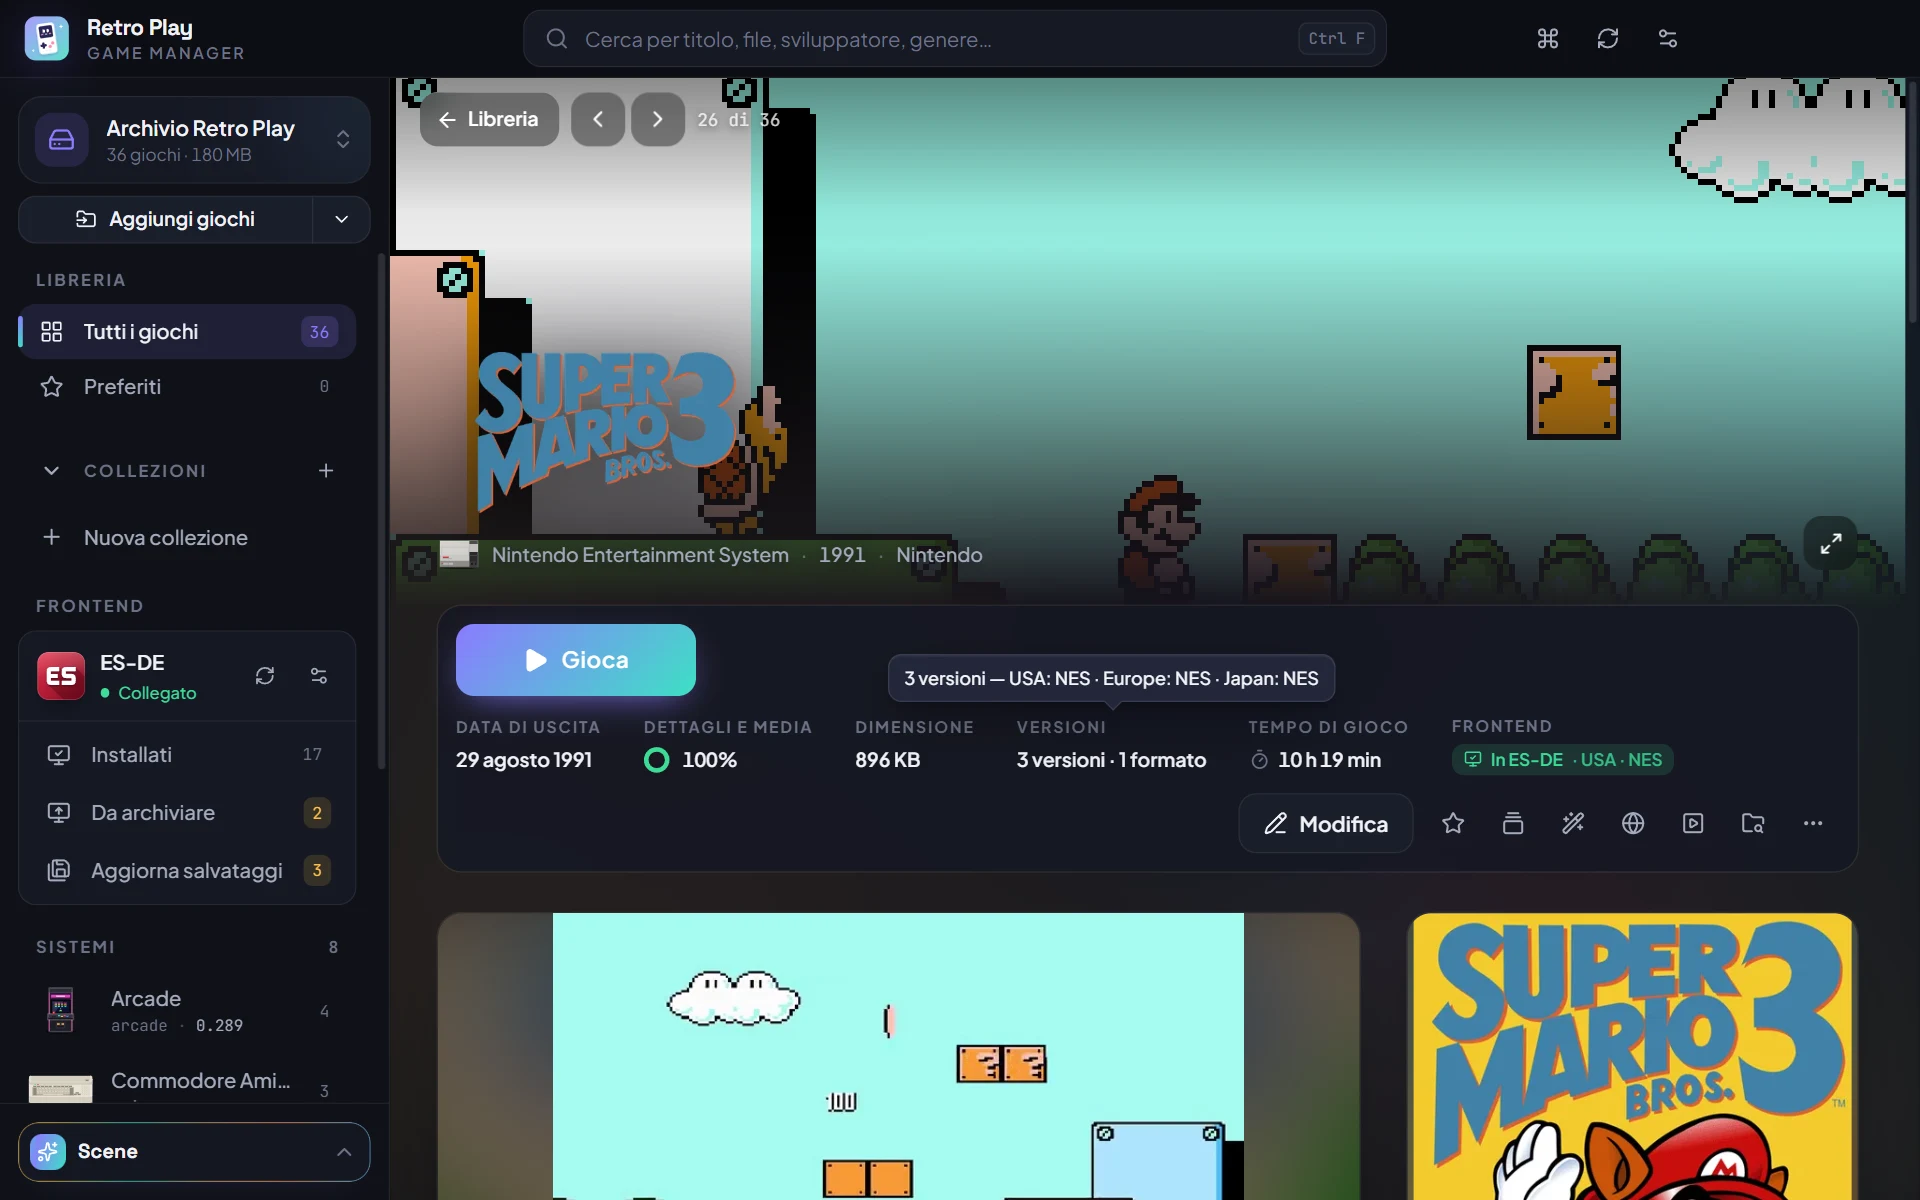 Retro Play
GAME MANAGER
Cerca per titolo, file, sviluppatore, genere...
Ctrl F
Archivio Retro Play
36 giochi · 180 MB
Aggiungi giochi
LIBRERIA
Tutti i giochi
36
Preferiti
0
COLLEZIONI
Nuova collezione
FRONTEND
ES
ES-DE
Collegato
Installati
17
Da archiviare
2
Aggiorna salvataggi
3
SISTEMI
8
Arcade
4
arcade · 0.289
Commodore Ami...
3
Scene
Libreria
26 di 36
SUPER
MARIO 3
BROS.
Nintendo Entertainment System · 1991 · Nintendo
Gioca
3 versioni — USA: NES · Europe: NES · Japan: NES
DATA DI USCITA
29 agosto 1991
DETTAGLI E MEDIA
100%
DIMENSIONE
896 KB
VERSIONI
3 versioni · 1 formato
TEMPO DI GIOCO
10 h 19 min
FRONTEND
In ES-DE · USA · NES
Modifica
SUPER
MARIO 3
BROS.
TM
M